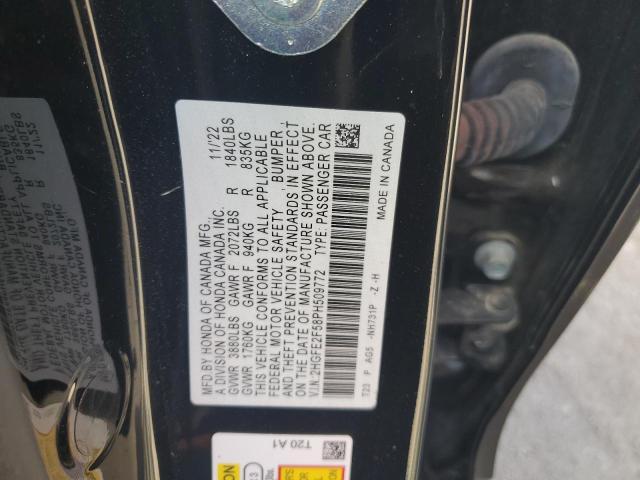 MFD BY HONDA OF CANADA MFG. 11/22
A DIVISION OF HONDA CANADA INC.
GVWR 3880LBS GAWR F 2072LBS R 1840LBS
GVWR 1760KG GAWR F 940KG R 835KG
THIS VEHICLE CONFORMS TO ALL APPLICABLE
FEDERAL MOTOR VEHICLE SAFETY, BUMPER
AND THEFT PREVENTION STANDARDS IN EFFECT
ON THE DATE OF MANUFACTURE SHOWN ABOVE.
V.I.N.:2HGFE2F58PH509772 TYPE:PASSENGER CAR
T23 P AG5 -NH731P -Z -H
MADE IN CANADA
T20 A1